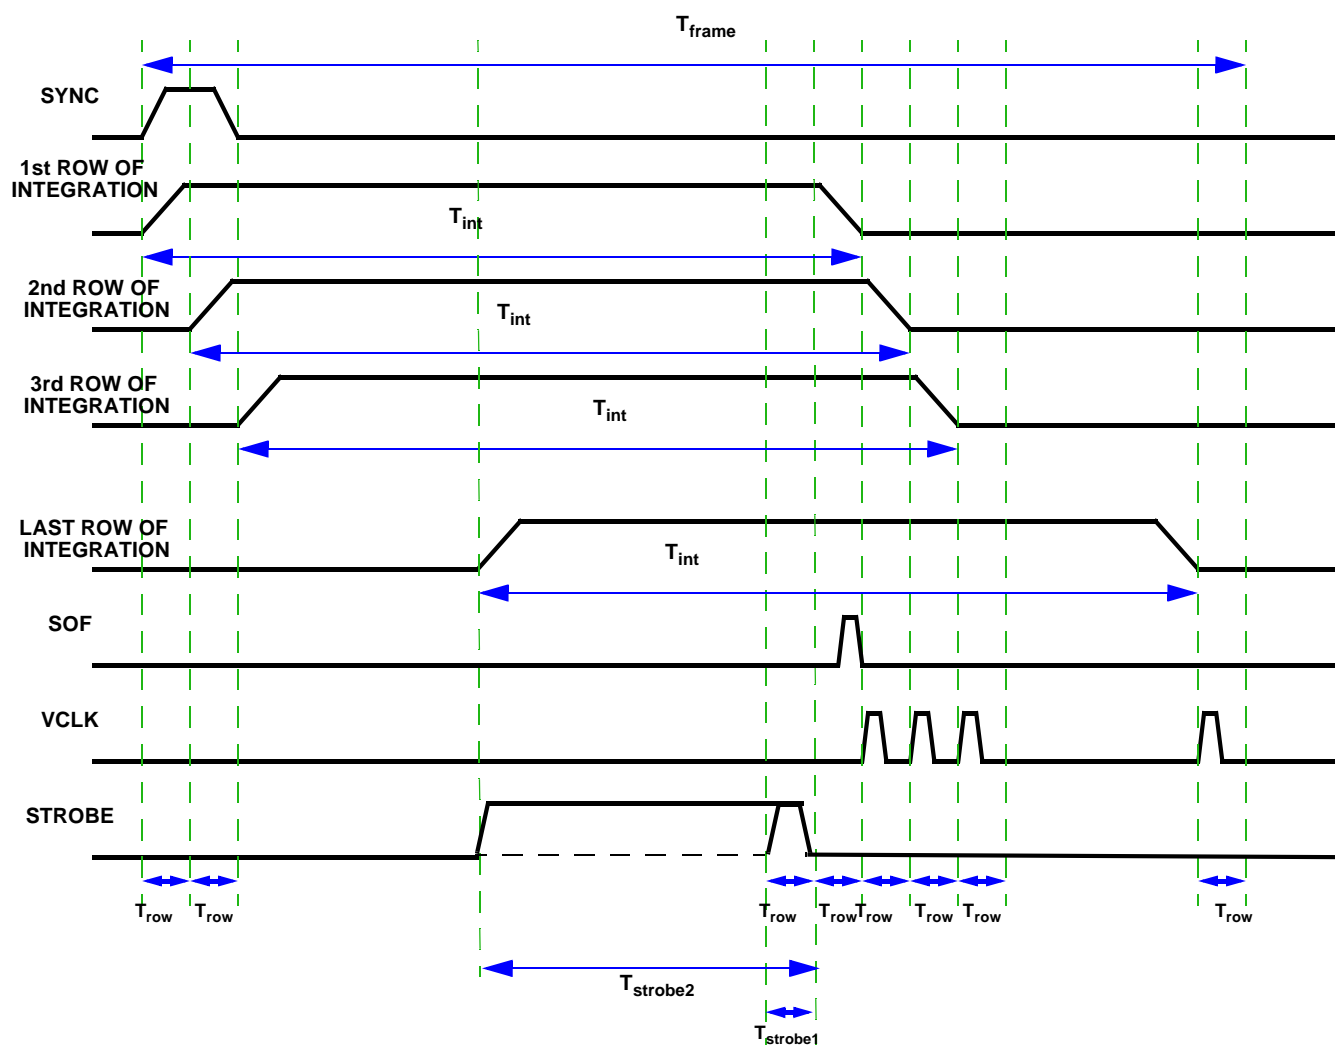 Tframe
SYNC
1st ROW OF
INTEGRATION
Tint
2nd ROW OF
INTEGRATION
Tint
3rd ROW OF
INTEGRATION
Tint
LAST ROW OF
INTEGRATION
Tint
SOF
VCLK
STROBE
Trow Trow Trow Trow Trow Trow Trow Trow
Tstrobe2
Tstrobe1